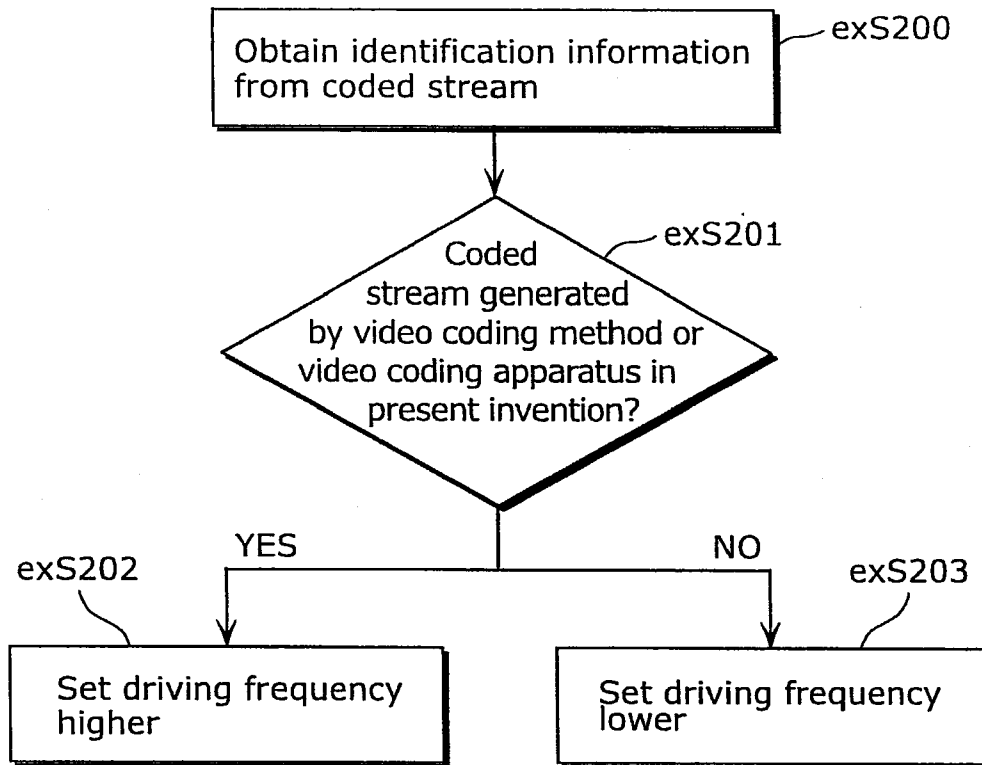 exS200
Obtain identification information
from coded stream
exS201
Coded
stream generated
by video coding method or
video coding apparatus in
present invention?
YES
NO
exS202
exS203
Set driving frequency
higher
Set driving frequency
lower